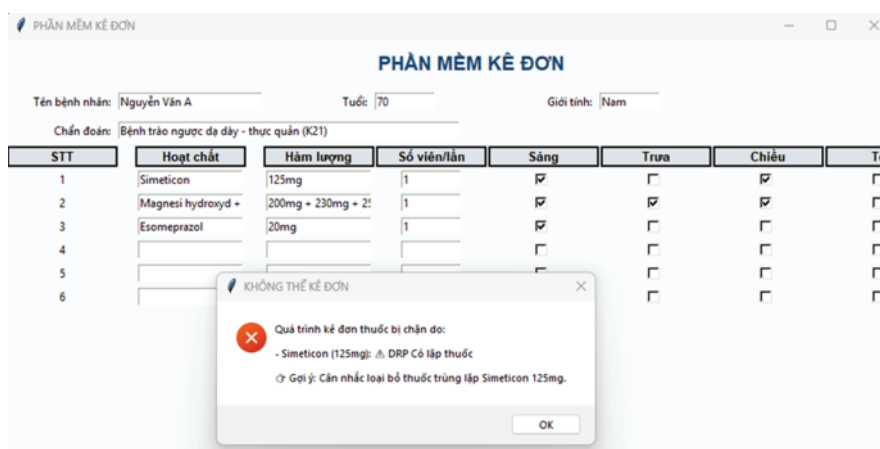 PHẦN MỀM KÊ ĐƠN
PHẦN MỀM KÊ ĐƠN
Tên bệnh nhân: Nguyễn Văn A Tuổi: 70 Giới tính: Nam
Chẩn đoán: Bệnh trào ngược dạ dày - thực quản (K21)
STT Hoạt chất Hàm lượng Số viên/lần Sáng Trưa Chiều
1 Simeticon 125mg 1
2 Magnesi hydroxyd + 200mg + 230mg + 25 1
3 Esomeprazol 20mg 1
4
5
6
KHÔNG THỂ KÊ ĐƠN
Quá trình kê đơn thuốc bị chặn do:
- Simeticon (125mg): ⚠ DRP Có lặp thuốc
👉 Gợi ý: Cân nhắc loại bỏ thuốc trùng lặp Simeticon 125mg.
OK